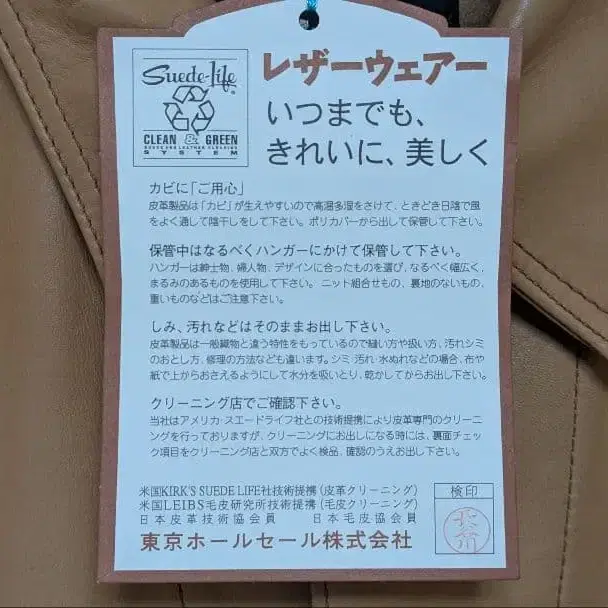 Suede-life
CLEAN & GREEN
SUEDE AND LEATHER CLEANING
SYSTEM
レザーウェアー
いつまでも、
きれいに、美しく
カビに「ご用心」
皮革製品は「カビ」が生えやすいので高温多湿をさけて、ときどき日陰で風
をよく通して陰干しをして下さい。ポリカバーから出して保管して下さい。
保管中はなるべくハンガーにかけて保管して下さい。
ハンガーは紳士物、婦人物、デザインに合ったものを選び、なるべく幅広く、
まるみのあるものを使用して下さい。ニット組合せもの、裏地のないもの、
重いものなどはご注意下さい。
しみ、汚れなどはそのままお出し下さい。
皮革製品は一般織物と違う特性をもっているので縫い方や扱い方、汚れシミ
のおとし方、修理の方法なども違います。シミ・汚れ・水ぬれなどの場合、布や
紙で上からおさえるようにして水分を吸いとり、乾かしてからお出し下さい。
クリーニング店でご確認下さい。
当社はアメリカ・スエードライフ社との技術提携により皮革専門のクリーニ
ングを行っておりますが、クリーニングにお出しになる時には、裏面チェッ
ク項目をクリーニング店と双方でよく検品、確認のうえお出し下さい。
米国KIRK'S SUEDE LIFE社技術提携(皮革クリーニング)
米国LEIBS毛皮研究所技術提携(毛皮クリーニング)
日本皮革技術協会員　日本毛皮協会員
東京ホールセール株式会社
検印